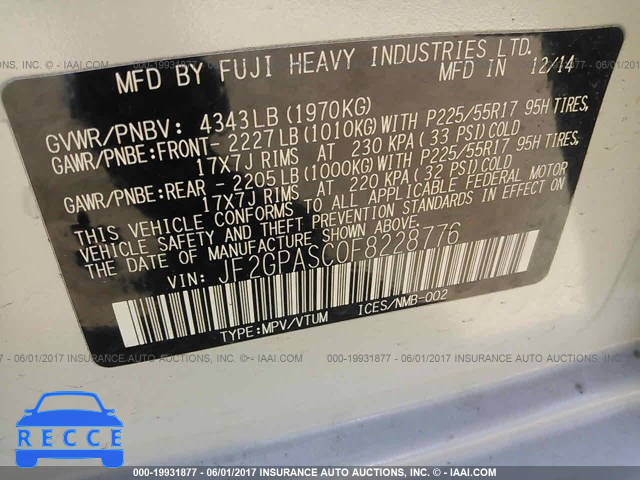 MFD BY FUJI HEAVY INDUSTRIES LTD.
MFD IN 12/14
GVWR/PNBV: 4343LB (1970KG)
GAWR/PNBE:FRONT- 2227LB (1010KG) WITH P225/55R17 95H TIRES,
17X7J RIMS AT 230 KPA (33 PSI) COLD
GAWR/PNBE:REAR - 2205LB (1000KG) WITH P225/55R17 95H TIRES,
17X7J RIMS AT 220 KPA (32 PSI) COLD
THIS VEHICLE CONFORMS TO ALL APPLICABLE FEDERAL MOTOR
VEHICLE SAFETY AND THEFT PREVENTION STANDARDS IN EFFECT ON
THE DATE OF MANUFACTURE SHOWN ABOVE.
VIN: JF2GPASC0F8228776
TYPE:MPV/VTUM ICES/NMB-002
000-19931877 - 06/01/2017 INSURANCE AUTO AUCTIONS CENTER - © IAAI.COM
RECCE